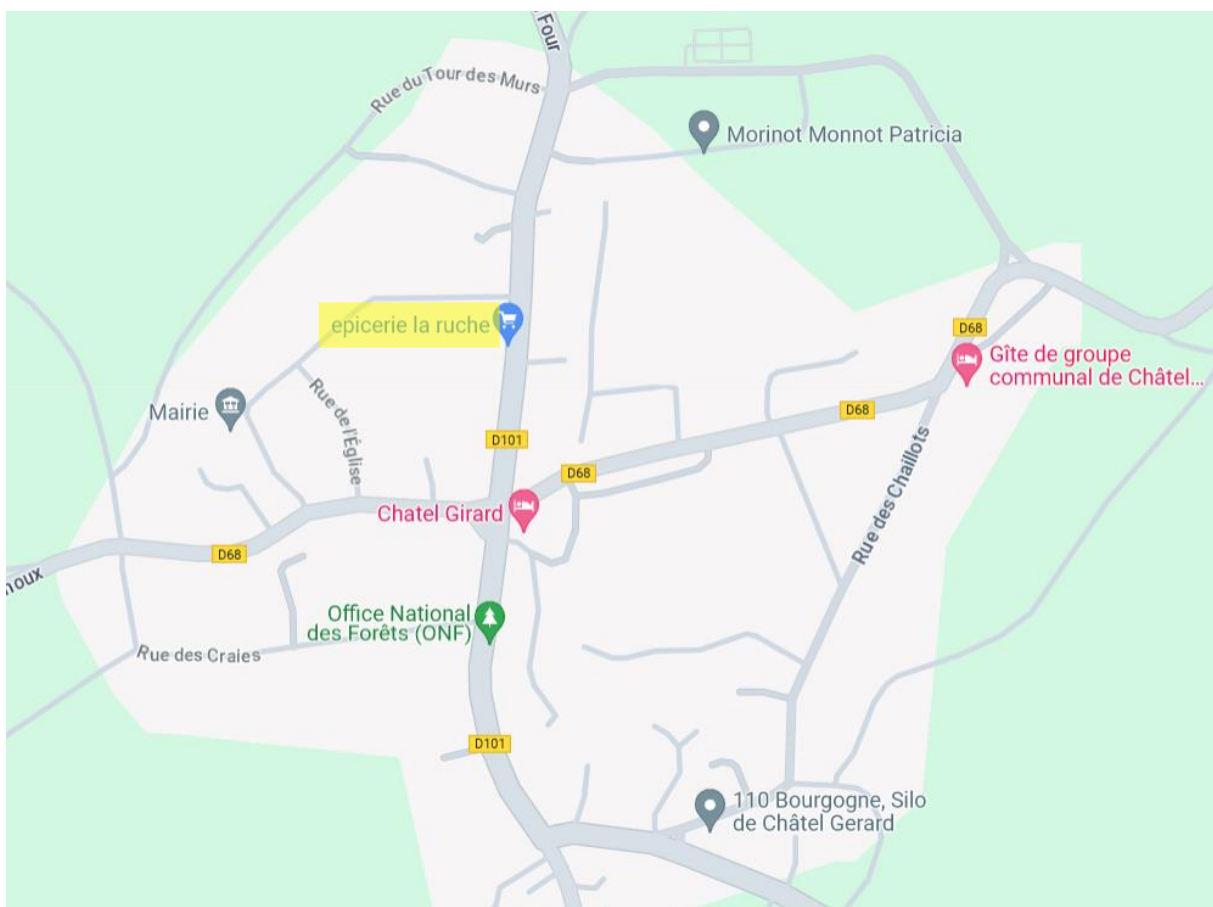 Four
Rue du Tour des Murs
Morinot Monnot Patricia
epicerie la ruche
D68
Gîte de groupe
communal de Châtel...
Mairie
Rue de l'Église
D68
D101
D68
Rue des Chaillots
Chatel Girard
D68
noux
Office National
des Forêts (ONF)
Rue des Craies
D101
110 Bourgogne, Silo
de Châtel Gerard